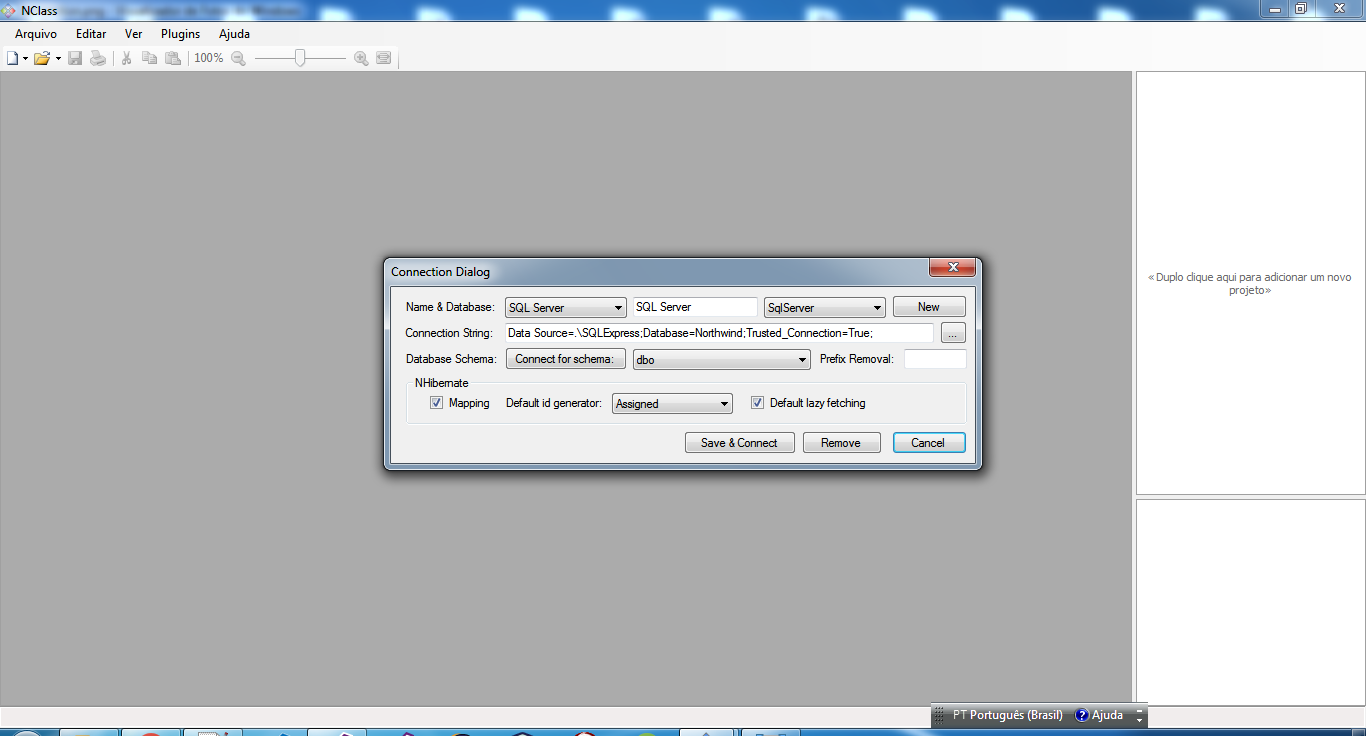 NClass
Arquivo Editar Ver Plugins Ajuda
100%
«Duplo clique aqui para adicionar um novo
projeto»
Connection Dialog
Name & Database: SQL Server SQL Server SqlServer New
Connection String: Data Source=.\SQLExpress;Database=Northwind;Trusted_Connection=True; ...
Database Schema: Connect for schema: dbo Prefix Removal:
NHibernate
Mapping Default id generator: Assigned Default lazy fetching
Save & Connect Remove Cancel
PT Português (Brasil) ? Ajuda